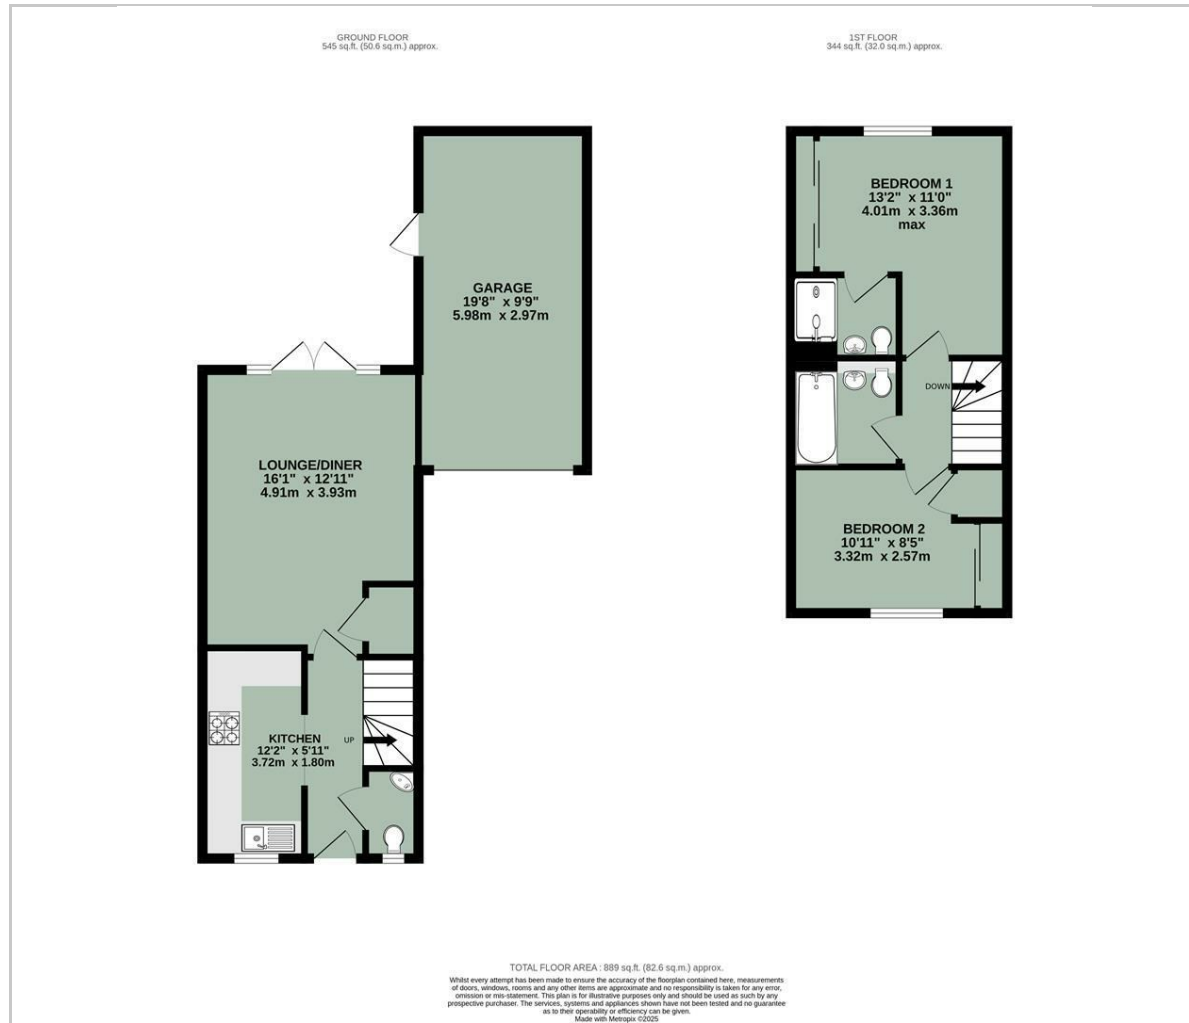 GROUND FLOOR
545 sq.ft. (50.6 sq.m.) approx.
1ST FLOOR
344 sq.ft. (32.0 sq.m.) approx.
BEDROOM 1
13'2" x 11'0"
4.01m x 3.36m
max
GARAGE
19'8" x 9'9"
5.98m x 2.97m
DOWN
LOUNGE/DINER
16'1" x 12'11"
4.91m x 3.93m
BEDROOM 2
10'11" x 8'5"
3.32m x 2.57m
KITCHEN
12'2" x 5'11"
3.72m x 1.80m
UP
TOTAL FLOOR AREA : 889 sq.ft. (82.6 sq.m.) approx.
Whilst every attempt has been made to ensure the accuracy of the floorplan contained here, measurements
of doors, windows, rooms and any other items are approximate and no responsibility is taken for any error,
omission or mis-statement. This plan is for illustrative purposes only and should be used as such by any
prospective purchaser. The services, systems and appliances shown have not been tested and no guarantee
as to their operability or efficiency can be given.
Made with Metropix ©2025